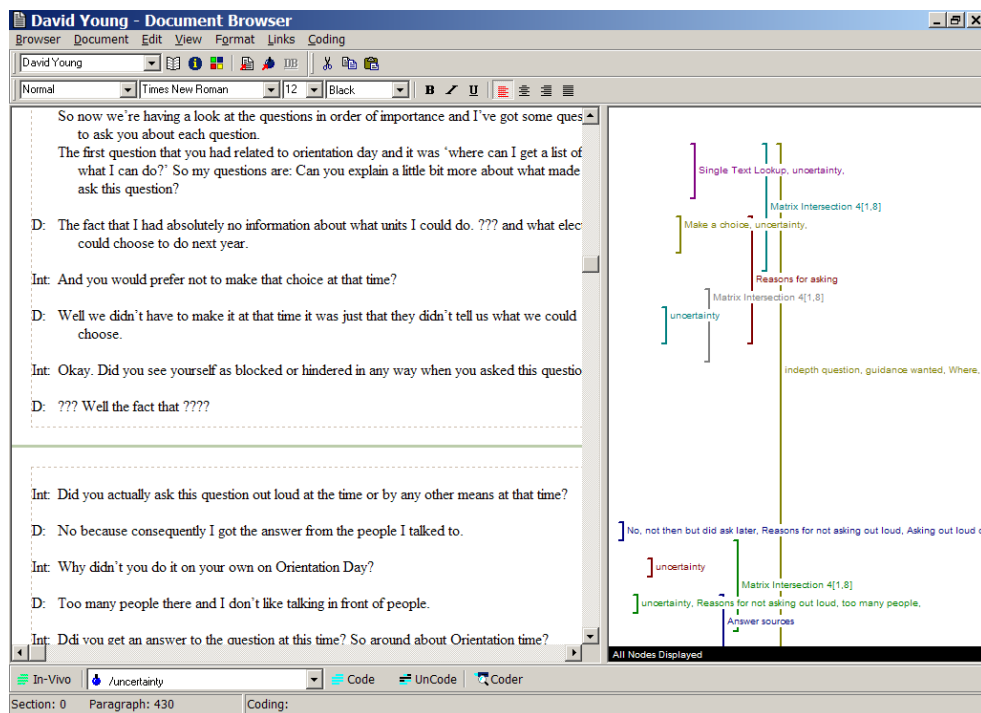 David Young - Document Browser
Browser Document Edit View Format Links Coding
David Young DB
Normal Times New Roman 12 Black B I U
So now we're having a look at the questions in order of importance and I've got some ques
to ask you about each question.
The first question that you had related to orientation day and it was 'where can I get a list of
what I can do?' So my questions are: Can you explain a little bit more about what made
ask this question?
D: The fact that I had absolutely no information about what units I could do. ??? and what elec
could choose to do next year.
Int: And you would prefer not to make that choice at that time?
D: Well we didn't have to make it at that time it was just that they didn't tell us what we could
choose.
Int: Okay. Did you see yourself as blocked or hindered in any way when you asked this questio
D: ??? Well the fact that ????
Int: Did you actually ask this question out loud at the time or by any other means at that time?
D: No because consequently I got the answer from the people I talked to.
Int: Why didn't you do it on your own on Orientation Day?
D: Too many people there and I don't like talking in front of people.
Int: Ddi you get an answer to the question at this time? So around about Orientation time?
Single Text Lookup, uncertainty,
Matrix Intersection 4[1,8]
Make a choice, uncertainty,
Reasons for asking
Matrix Intersection 4[1,8]
uncertainty
indepth question, guidance wanted, Where,
No, not then but did ask later, Reasons for not asking out loud, Asking out loud
uncertainty
Matrix Intersection 4[1,8]
uncertainty, Reasons for not asking out loud, too many people,
Answer sources
All Nodes Displayed
In-Vivo /uncertainty Code UnCode Coder
Section: 0 Paragraph: 430 Coding: